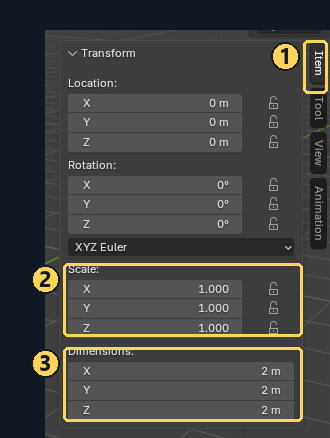 1
Item
Transform
Location:
X 0 m
Y 0 m
Z 0 m
Tool
View
Animation
Rotation:
X 0°
Y 0°
Z 0°
XYZ Euler
2
Scale:
X 1.000
Y 1.000
Z 1.000
3
Dimensions:
X 2 m
Y 2 m
Z 2 m